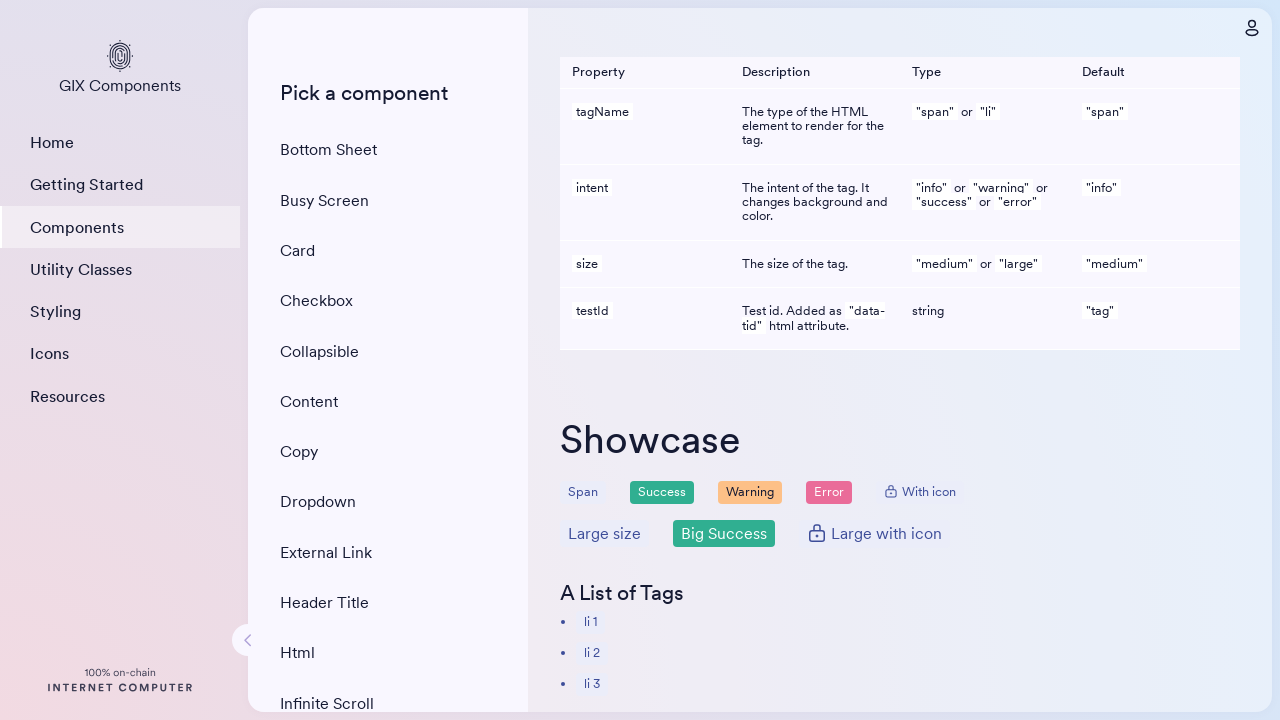 GIX Components
Home
Getting Started
Components
Utility Classes
Styling
Icons
Resources
100% on-chain
INTERNET COMPUTER
Pick a component
Bottom Sheet
Busy Screen
Card
Checkbox
Collapsible
Content
Copy
Dropdown
External Link
Header Title
Html
Infinite Scroll
Property Description Type Default
tagName The type of the HTML "span" or "li" "span"
element to render for the
tag.
intent The intent of the tag. It "info" or "warning" or "info"
changes background and "success" or "error"
color.
size The size of the tag. "medium" or "large" "medium"
testId Test id. Added as "data- string "tag"
tid" html attribute.
Showcase
Span Success Warning Error With icon
Large size Big Success Large with icon
A List of Tags
• li 1
• li 2
• li 3